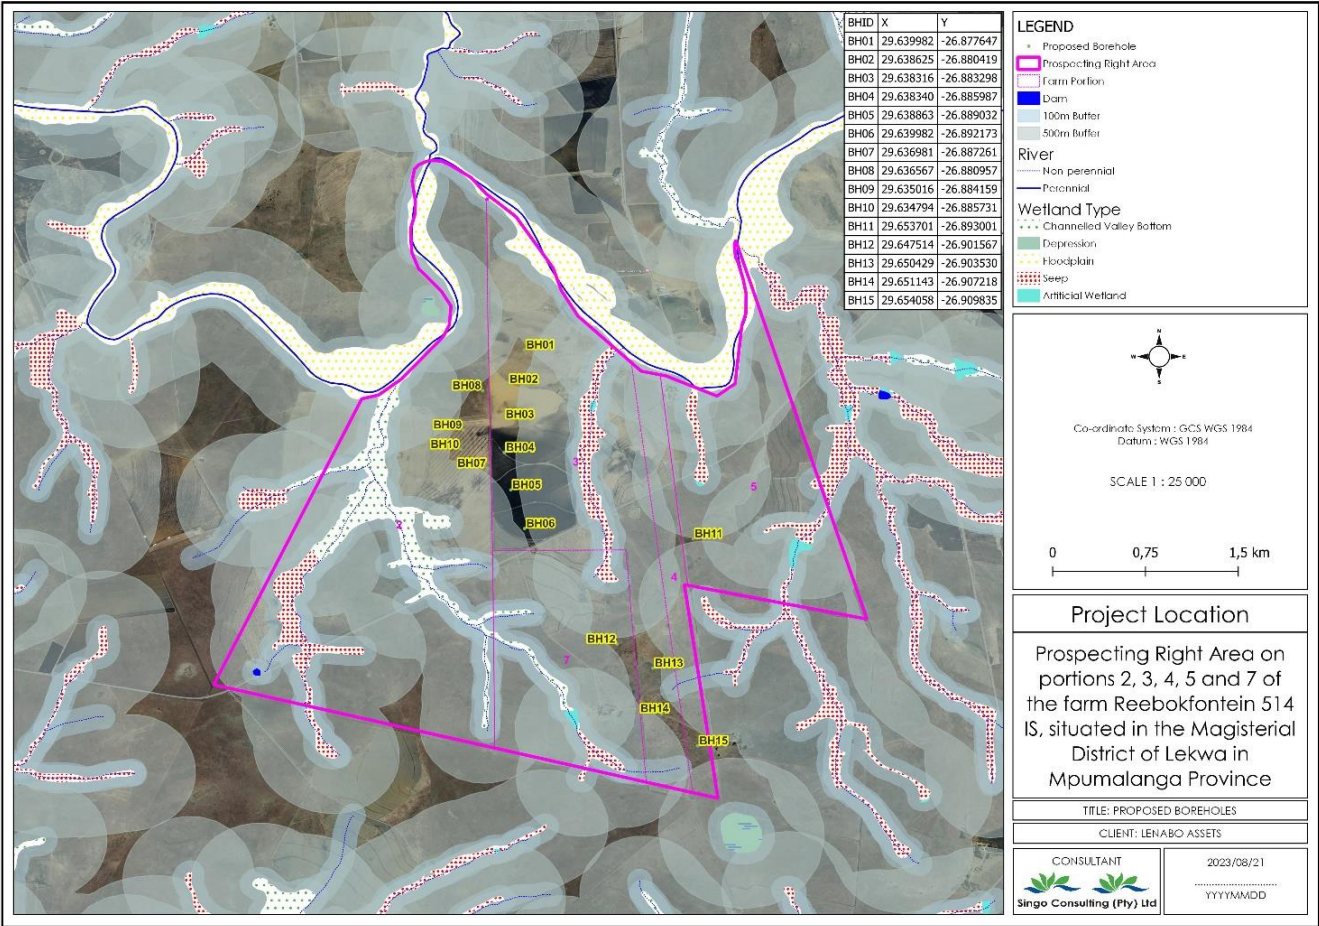 BHID X Y
BH01 29.639982 -26.877647
BH02 29.638625 -26.880419
BH03 29.638316 -26.883298
BH04 29.638340 -26.885987
BH05 29.638863 -26.889032
BH06 29.639982 -26.892173
BH07 29.636981 -26.887261
BH08 29.636567 -26.880957
BH09 29.635016 -26.884159
BH10 29.634794 -26.885731
BH11 29.653701 -26.893001
BH12 29.647514 -26.901567
BH13 29.650429 -26.903530
BH14 29.651143 -26.907218
BH15 29.654058 -26.909835
BH01
BH02
BH08
BH03
BH09
BH10
BH04
BH07
3
BH05
5
BH06
2
BH11
4
BH12
7
BH13
BH14
BH15
LEGEND
Proposed Borehole
Prospecting Right Area
Farm Portion
Dam
100m Buffer
500m Buffer
River
Non perennial
Perennial
Wetland Type
Channelled Valley Bottom
Depression
Floodplain
Seep
Artificial Wetland
N
W E
S
Co-ordinate System : GCS WGS 1984
Datum : WGS 1984
SCALE 1 : 25 000
0 0,75 1,5 km
Project Location
Prospecting Right Area on
portions 2, 3, 4, 5 and 7 of
the farm Reebokfontein 514
IS, situated in the Magisterial
District of Lekwa in
Mpumalanga Province
TITLE: PROPOSED BOREHOLES
CLIENT: LENABO ASSETS
CONSULTANT
Singo Consulting (Pty) Ltd
2023/08/21
YYYYMMDD